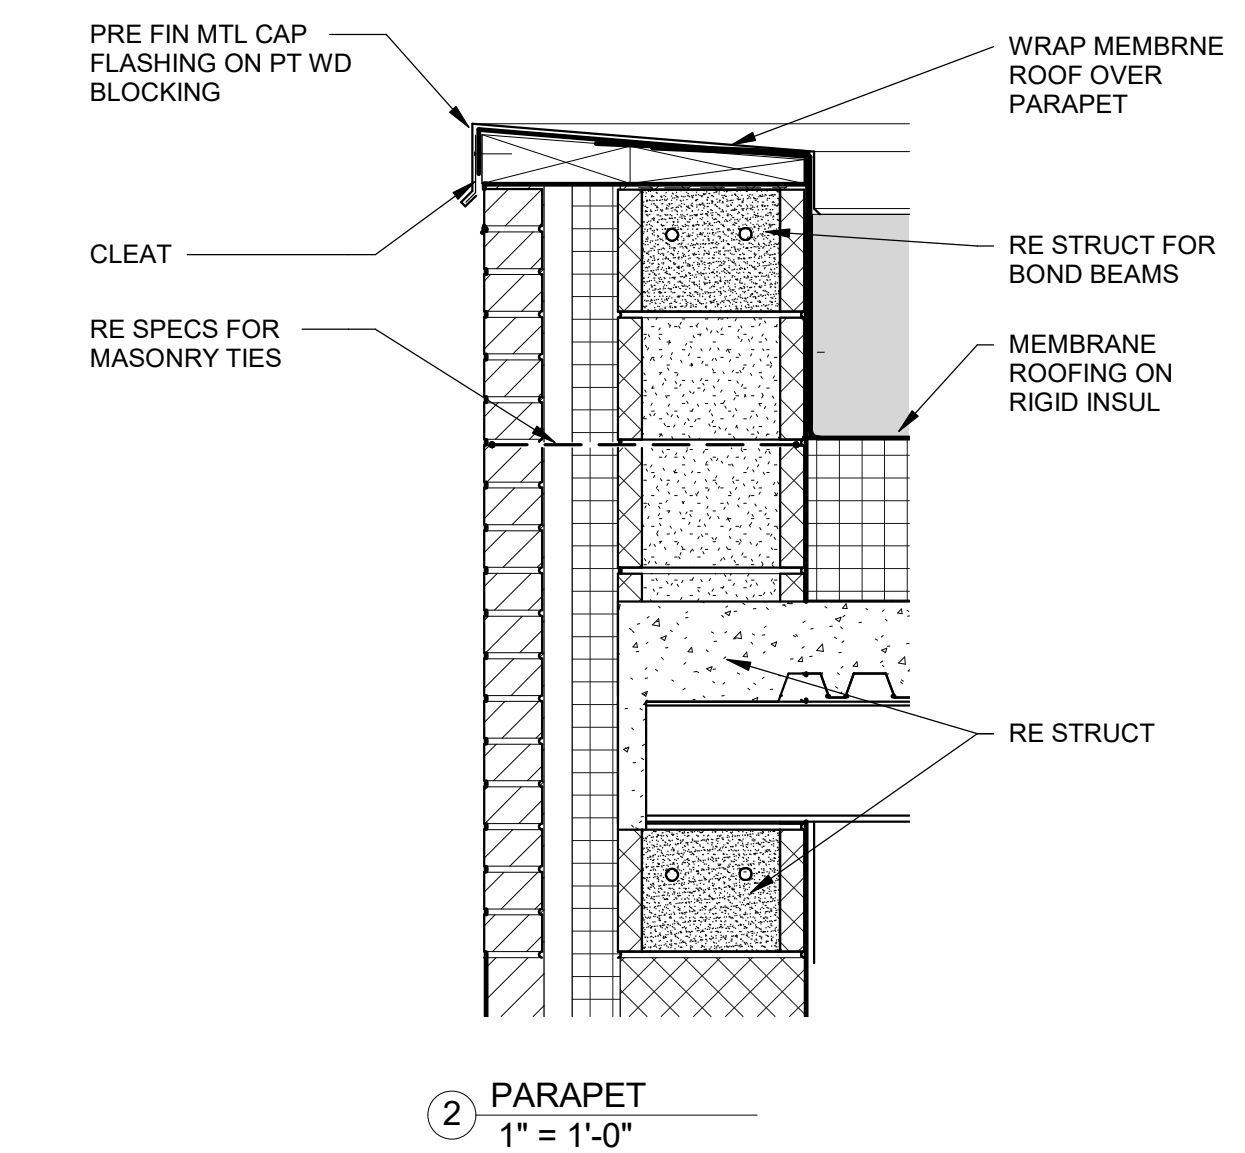 PRE FIN MTL CAP
FLASHING ON PT WD
BLOCKING
WRAP MEMBRNE
ROOF OVER
PARAPET
CLEAT
RE STRUCT FOR
BOND BEAMS
RE SPECS FOR
MASONRY TIES
MEMBRANE
ROOFING ON
RIGID INSUL
RE STRUCT
2
PARAPET
1" = 1'-0"